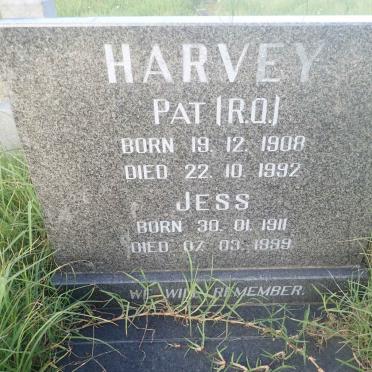 HARVEY
PAT (R.Q.)
BORN 19. 12. 1908
DIED 22. 10. 1992
JESS
BORN 30. 01. 1911
DIED 07. 03. 1999
WE WILL REMEMBER